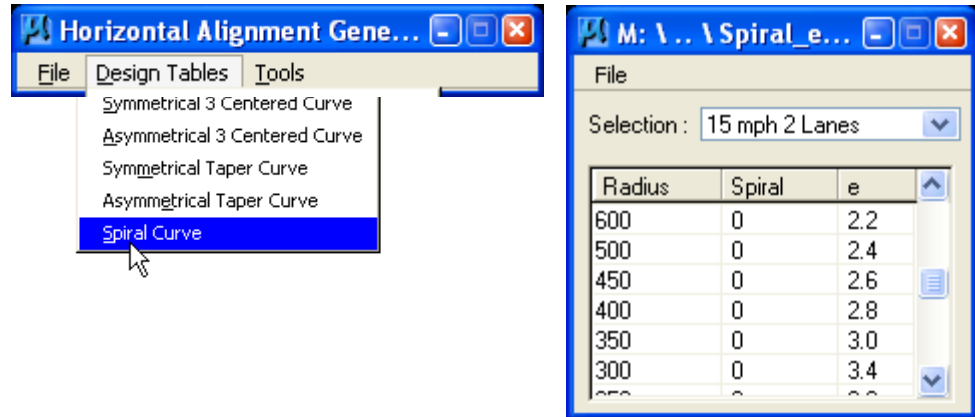 Horizontal Alignment Gene...
File Design Tables Tools
Symmetrical 3 Centered Curve
Asymmetrical 3 Centered Curve
Symmetrical Taper Curve
Asymmetrical Taper Curve
Spiral Curve
M: \ .. \ Spiral_e...
File
Selection : 15 mph 2 Lanes
Radius Spiral e
600 0 2.2
500 0 2.4
450 0 2.6
400 0 2.8
350 0 3.0
300 0 3.4